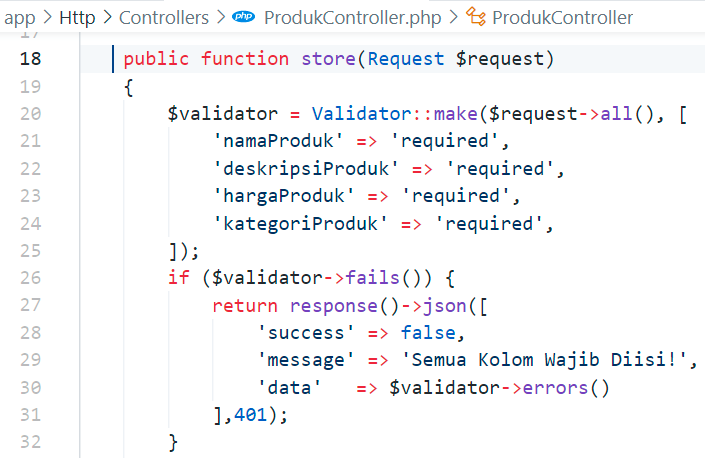 app > Http > Controllers > php ProdukController.php > ProdukController
17
18 public function store(Request $request)
19 {
20 $validator = Validator::make($request->all(), [
21 'namaProduk' => 'required',
22 'deskripsiProduk' => 'required',
23 'hargaProduk' => 'required',
24 'kategoriProduk' => 'required',
25 ]);
26 if ($validator->fails()) {
27 return response()->json([
28 'success' => false,
29 'message' => 'Semua Kolom Wajib Diisi!',
30 'data'   => $validator->errors()
31 ],401);
32 }